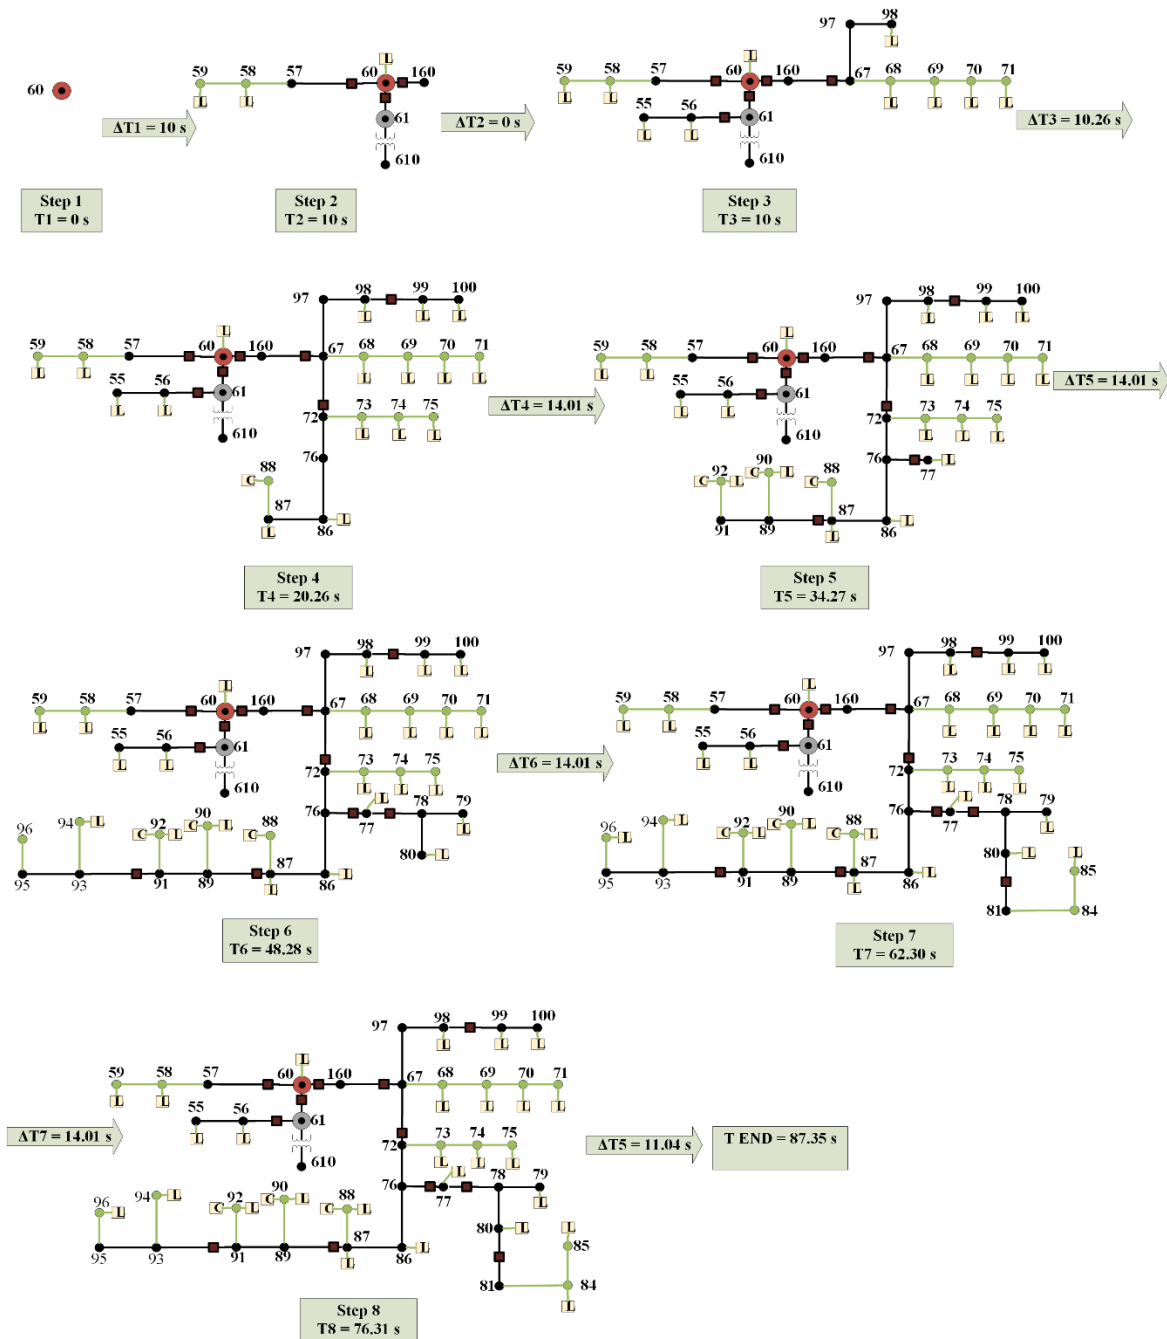 60
ΔT1 = 10 s
Step 1
T1 = 0 s
59 58 57 60 160
L L L
61
610
Step 2
T2 = 10 s
ΔT2 = 0 s
97 98
L
59 58 57 60 160 67 68 69 70 71
L L L L L L L
55 56 61
L L
610
Step 3
T3 = 10 s
ΔT3 = 10.26 s
97 98 99 100
L L L
59 58 57 60 160 67 68 69 70 71
L L L L L L L
55 56 61
L L
72 73 74 75
L L L
610
76
88
C L
87 86 L
L
Step 4
T4 = 20.26 s
ΔT4 = 14.01 s
97 98 99 100
L L L
59 58 57 60 160 67 68 69 70 71
L L L L L L L
55 56 61
L L
72 73 74 75
L L L
610
76 77 L
92 90 88
C L C L C L
91 89 87 86 L
L
Step 5
T5 = 34.27 s
ΔT5 = 14.01 s
97 98 99 100
L L L
59 58 57 60 160 67 68 69 70 71
L L L L L L L
55 56 61
L L
72 73 74 75
L L L
610
76 77 L 78 79
L
80 L
96 94 L 92 90 88
C L C L C L
95 93 91 89 87 86 L
L
Step 6
T6 = 48.28 s
ΔT6 = 14.01 s
97 98 99 100
L L L
59 58 57 60 160 67 68 69 70 71
L L L L L L L
55 56 61
L L
72 73 74 75
L L L
610
76 77 L 78 79
L
80 L
96 L 94 L 92 90 88
C L C L C L
95 93 91 89 87 86 L
L
L
85
81 84
Step 7
T7 = 62.30 s
ΔT7 = 14.01 s
97 98 99 100
L L L
59 58 57 60 160 67 68 69 70 71
L L L L L L L
55 56 61
L L
72 73 74 75
L L L
610
76 77 L 78 79
L
80 L
96 L 94 L 92 90 88
C L C L C L
95 93 91 89 87 86 L
L
L
85
81 84
L
Step 8
T8 = 76.31 s
ΔT5 = 11.04 s
T END = 87.35 s